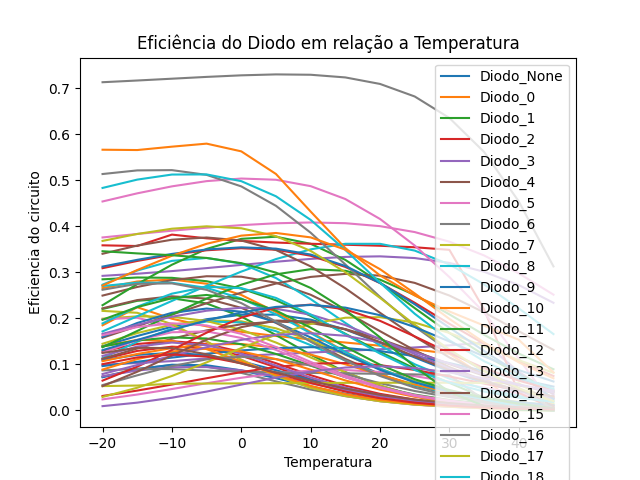 Eficiência do Diodo em relação a Temperatura
Eficiencia do circuito
0.7
0.6
0.5
0.4
0.3
0.2
0.1
0.0
−20
−10
0
10
20
30
40
Temperatura
Diodo_None
Diodo_0
Diodo_1
Diodo_2
Diodo_3
Diodo_4
Diodo_5
Diodo_6
Diodo_7
Diodo_8
Diodo_9
Diodo_10
Diodo_11
Diodo_12
Diodo_13
Diodo_14
Diodo_15
Diodo_16
Diodo_17
Diodo_18